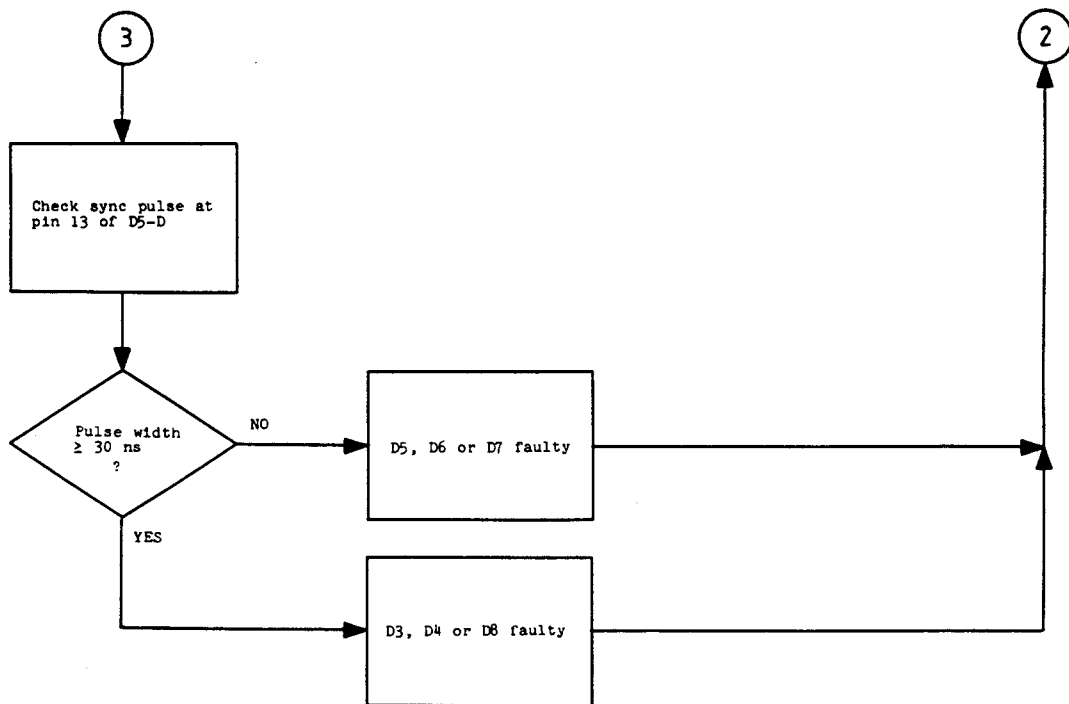 3
2
Check sync pulse at
pin 13 of D5-D
Pulse width
≥ 30 ns
?
NO
D5, D6 or D7 faulty
YES
D3, D4 or D8 faulty